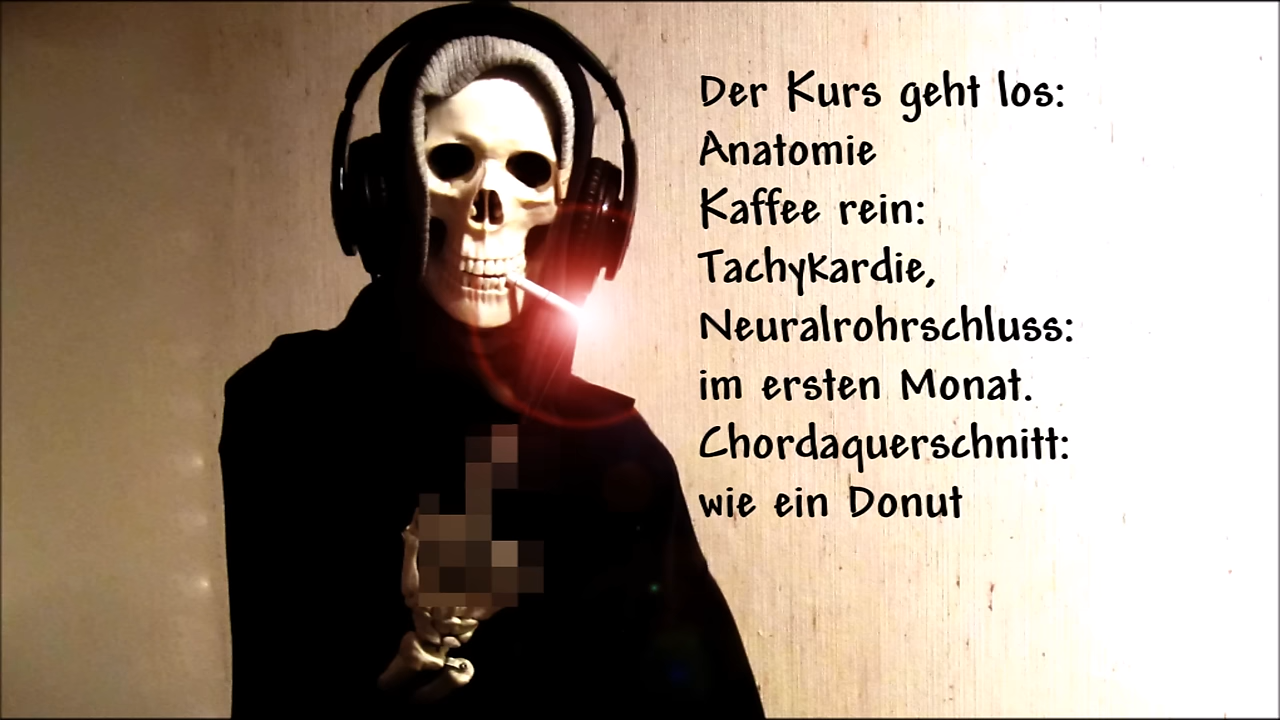 Der Kurs geht los:
Anatomie
Kaffee rein:
Tachykardie,
Neuralrohrschluss:
im ersten Monat.
Chordaquerschnitt:
wie ein Donut